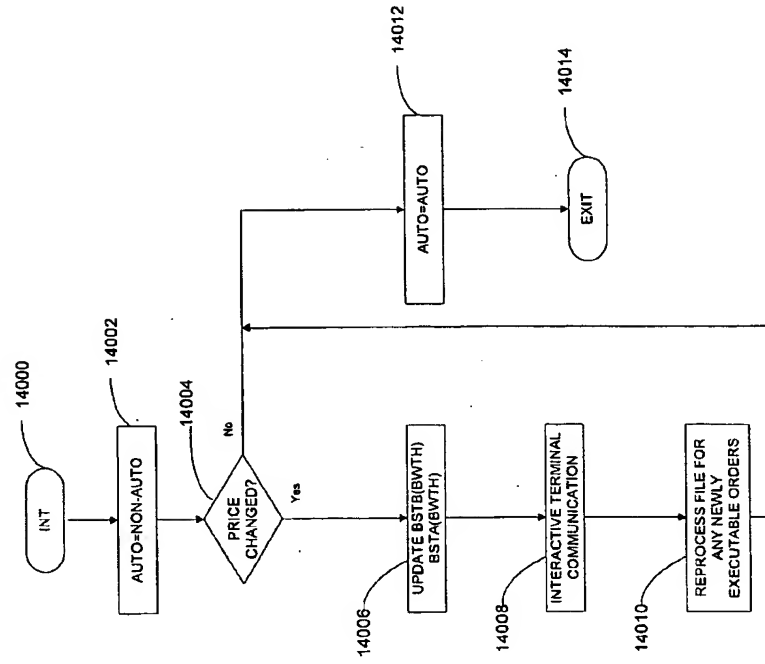 14000
INT
14002
AUTO=NON-AUTO
14004
PRICE
CHANGED?
No
Yes
14006
UPDATE BSTB(BWTH)
BSTA(BWTH)
14008
INTERACTIVE TERMINAL
COMMUNICATION
14010
REPROCESS FILE FOR
ANY NEWLY
EXECUTABLE ORDERS
14012
AUTO=AUTO
14014
EXIT